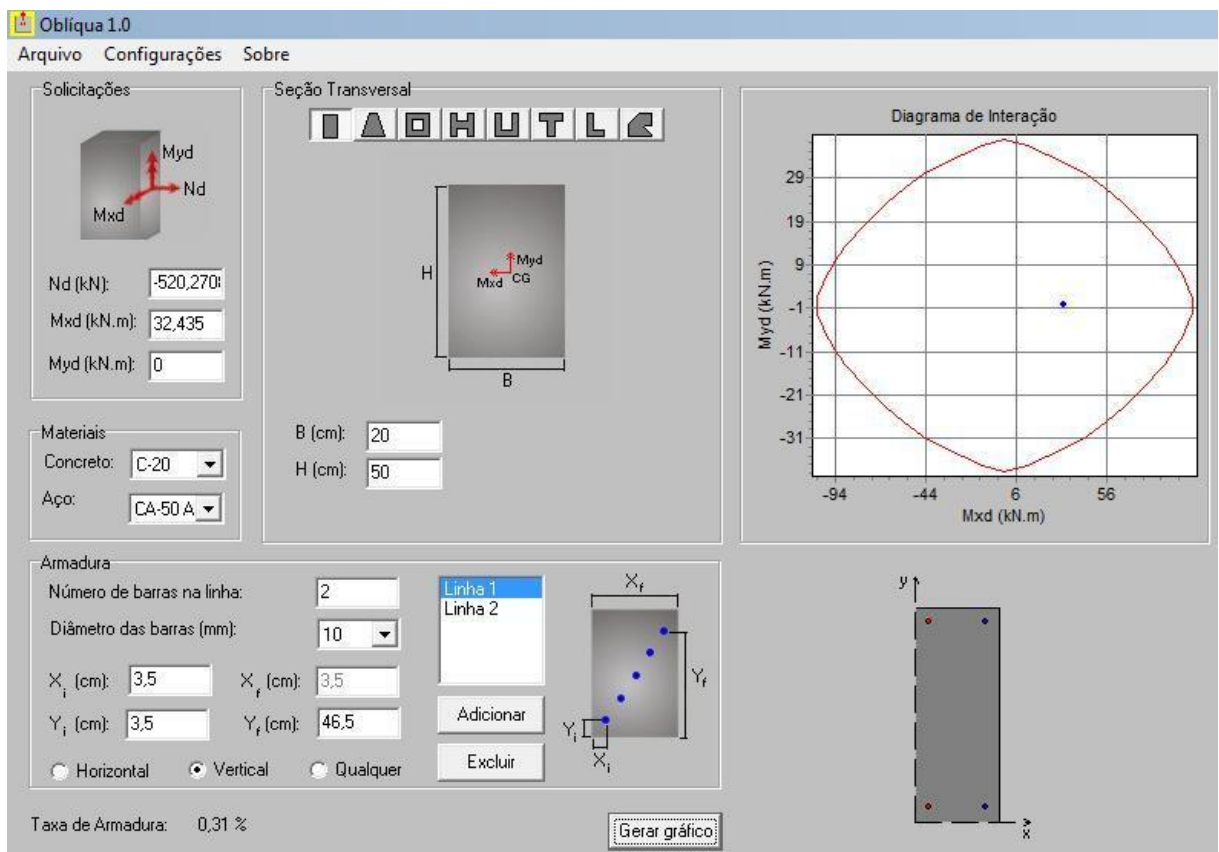 Oblíqua 1.0
Arquivo Configurações Sobre
Solicitações
Myd
Nd
Mxd
Nd (kN): -520,270
Mxd (kN.m): 32,435
Myd (kN.m): 0
Materiais
Concreto: C-20
Aço: CA-50 A
Seção Transversal
H
Myd
Mxd CG
B
B (cm): 20
H (cm): 50
Diagrama de Interação
29
19
9
-1
-11
-21
-31
Myd (kN.m)
-94 -44 6 56
Mxd (kN.m)
Armadura
Número de barras na linha: 2
Diâmetro das barras (mm): 10
Xi (cm): 3,5 Xf (cm): 3,5
Yi (cm): 3,5 Yf (cm): 46,5
Horizontal Vertical Qualquer
Linha 1
Linha 2
Adicionar
Excluir
Xf
Yf
Yi
Xi
y
x
Taxa de Armadura: 0,31 %
Gerar gráfico